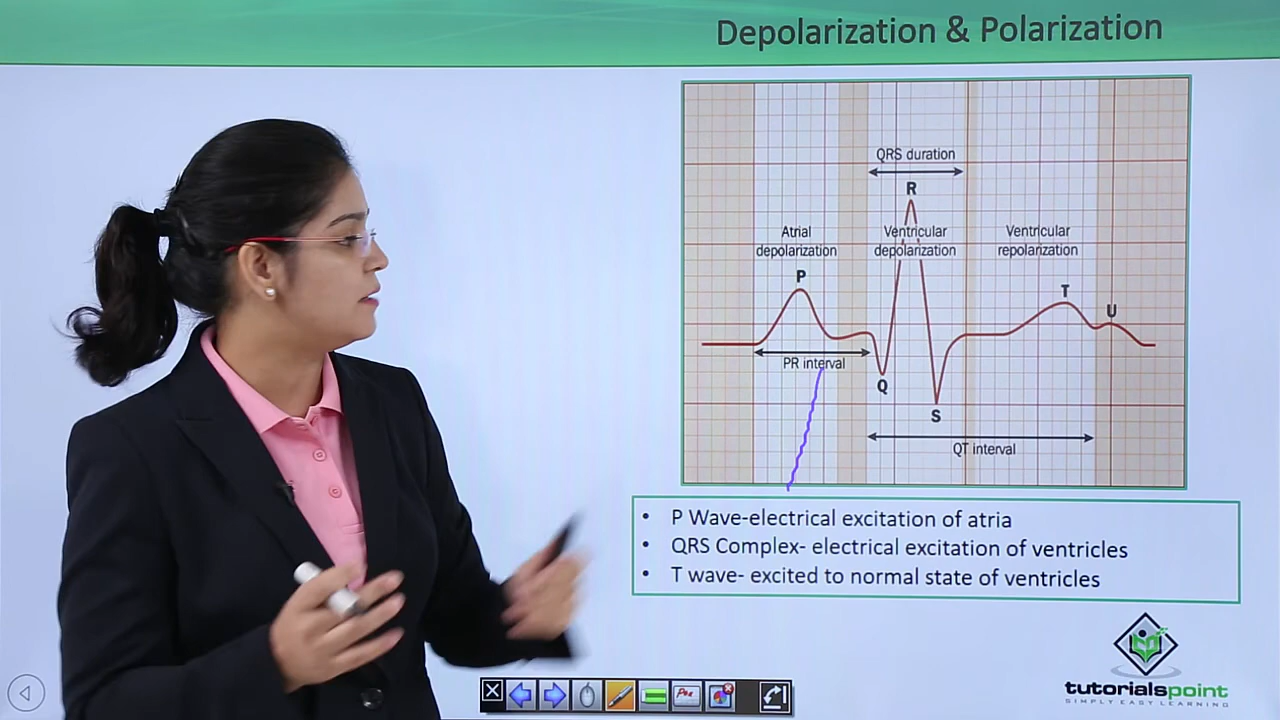 Depolarization & Polarization
QRS duration
R
Atrial
depolarization
Ventricular
depolarization
Ventricular
repolarization
P
T
U
PR interval
Q
S
QT interval
• P Wave-electrical excitation of atria
• QRS Complex- electrical excitation of ventricles
• T wave- excited to normal state of ventricles
tutorialspoint
SIMPLY EASY LEARNING